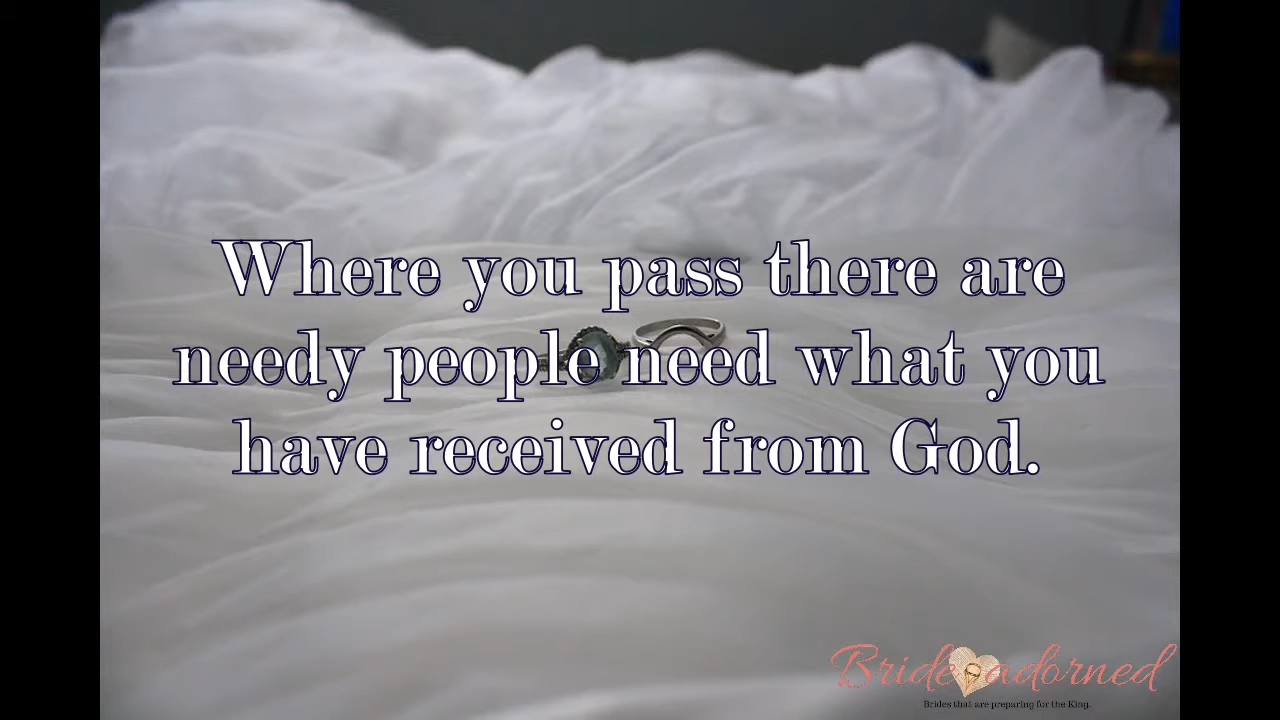 Where you pass there are
needy people need what you
have received from God.
Bride adorned
Brides that are preparing for the King.